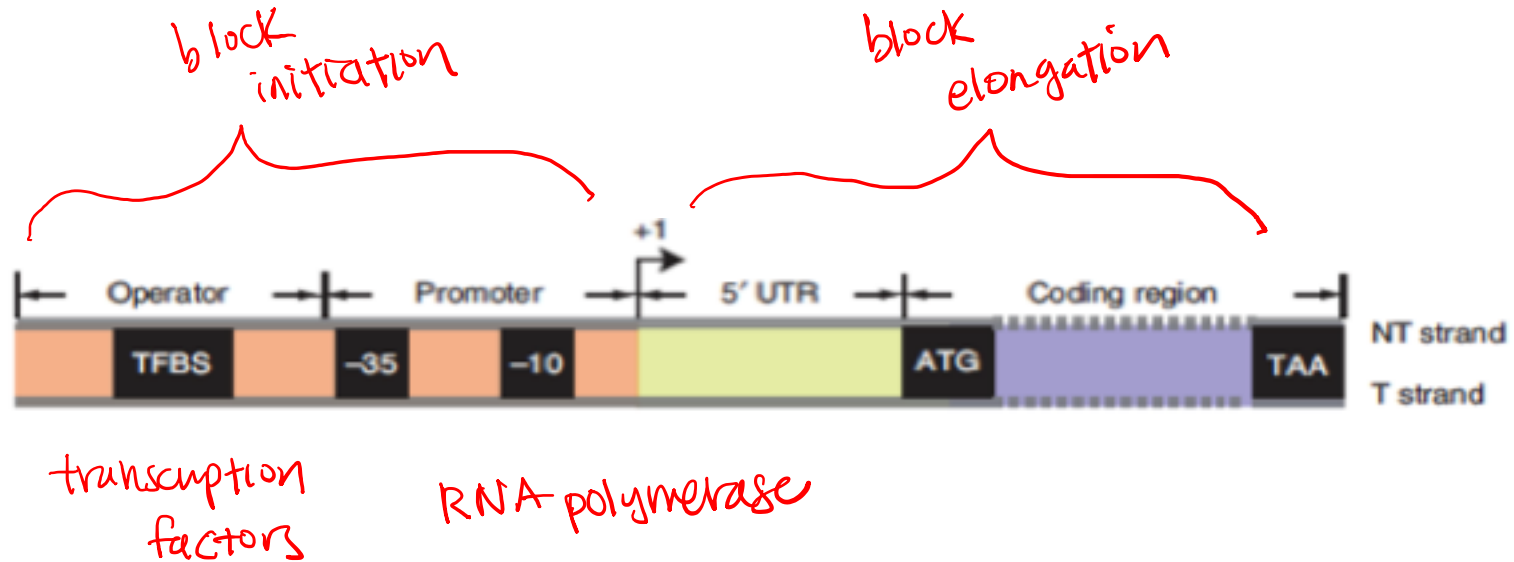 block
initiation
block
elongation
+1
Operator
Promoter
5′ UTR
Coding region
NT strand
TFBS
–35
–10
ATG
TAA
T strand
transcription
factors
RNA polymerase